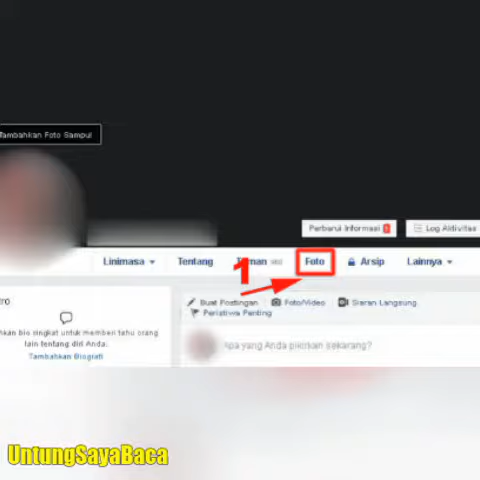 Tambahkan Foto Sampul
Perbarui Informasi
Log Aktivitas
Linimasa
Tentang
Teman
Foto
Arsip
Lainnya
1
Buat Postingan
Foto/Video
Siaran Langsung
Peristiwa Penting
tro
hkan bio singkat untuk memberi tahu orang
lain tentang diri Anda.
Tambahkan Biografi
Apa yang Anda pikirkan sekarang?
UntungSayaBaca